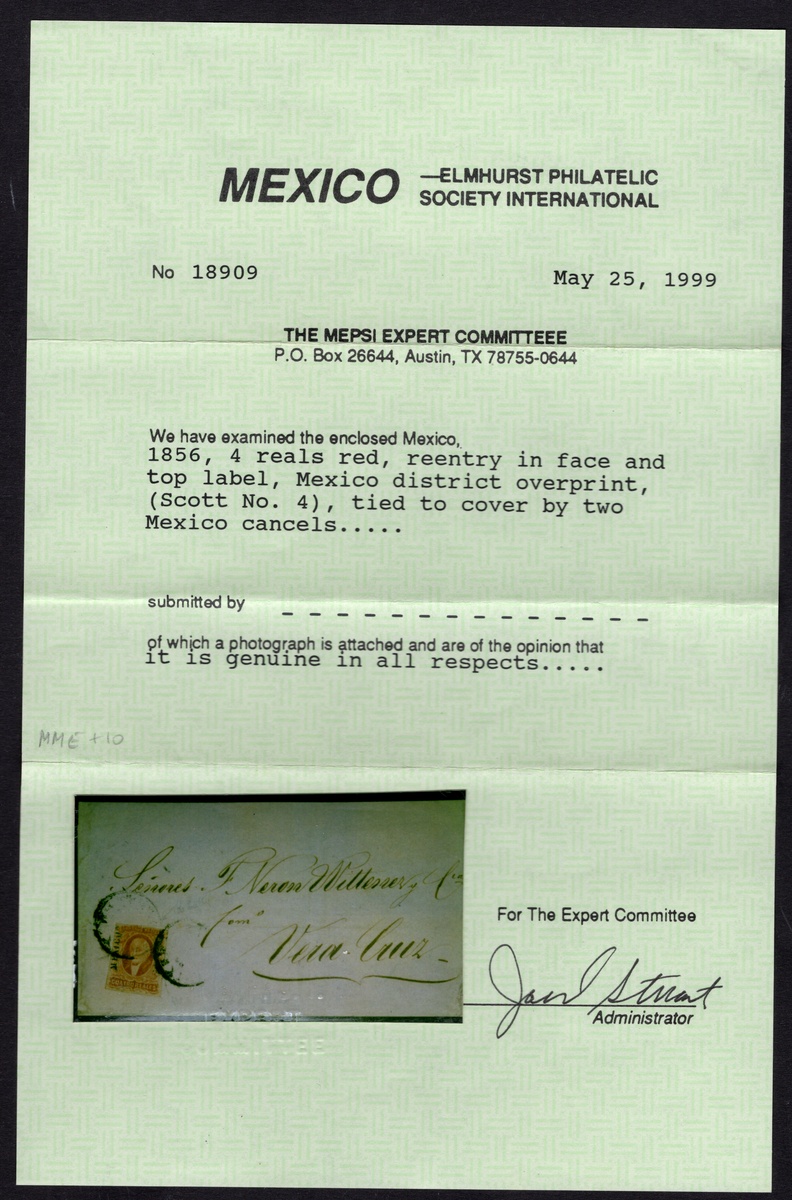 MEXICO —ELMHURST PHILATELIC
SOCIETY INTERNATIONAL
No 18909
May 25, 1999
THE MEPSI EXPERT COMMITTEEE
P.O. Box 26644, Austin, TX 78755-0644
We have examined the enclosed Mexico,
1856, 4 reals red, reentry in face and
top label, Mexico district overprint,
(Scott No. 4), tied to cover by two
Mexico cancels.....
submitted by _ _ _ _ _ _ _ _ _ _ _ _ _ _
of which a photograph is attached and are of the opinion that
it is genuine in all respects.....
MME +10
Señores F. Neron
Vera Cruz
For The Expert Committee
Administrator